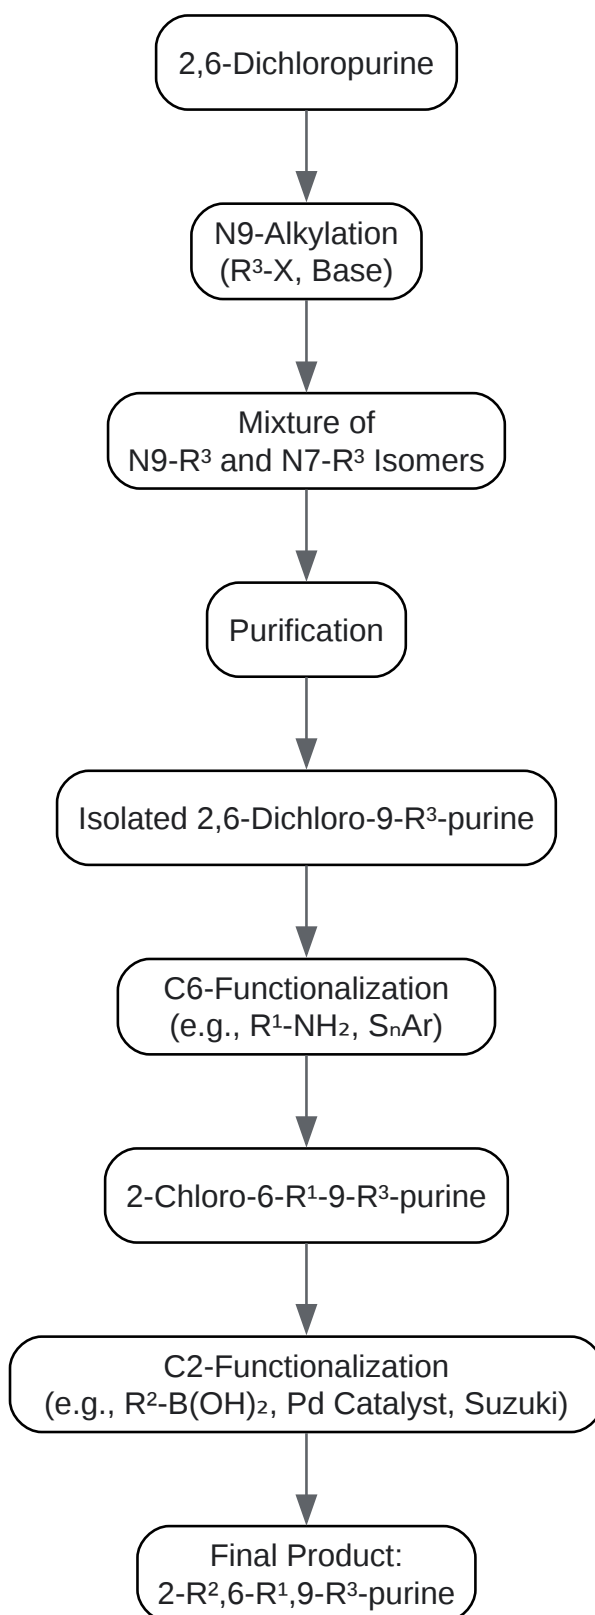 2,6-Dichloropurine
N9-Alkylation
(R³-X, Base)
Mixture of
N9-R³ and N7-R³ Isomers
Purification
Isolated 2,6-Dichloro-9-R³-purine
C6-Functionalization
(e.g., R¹-NH₂, SₙAr)
2-Chloro-6-R¹-9-R³-purine
C2-Functionalization
(e.g., R²-B(OH)₂, Pd Catalyst, Suzuki)
Final Product:
2-R²,6-R¹,9-R³-purine